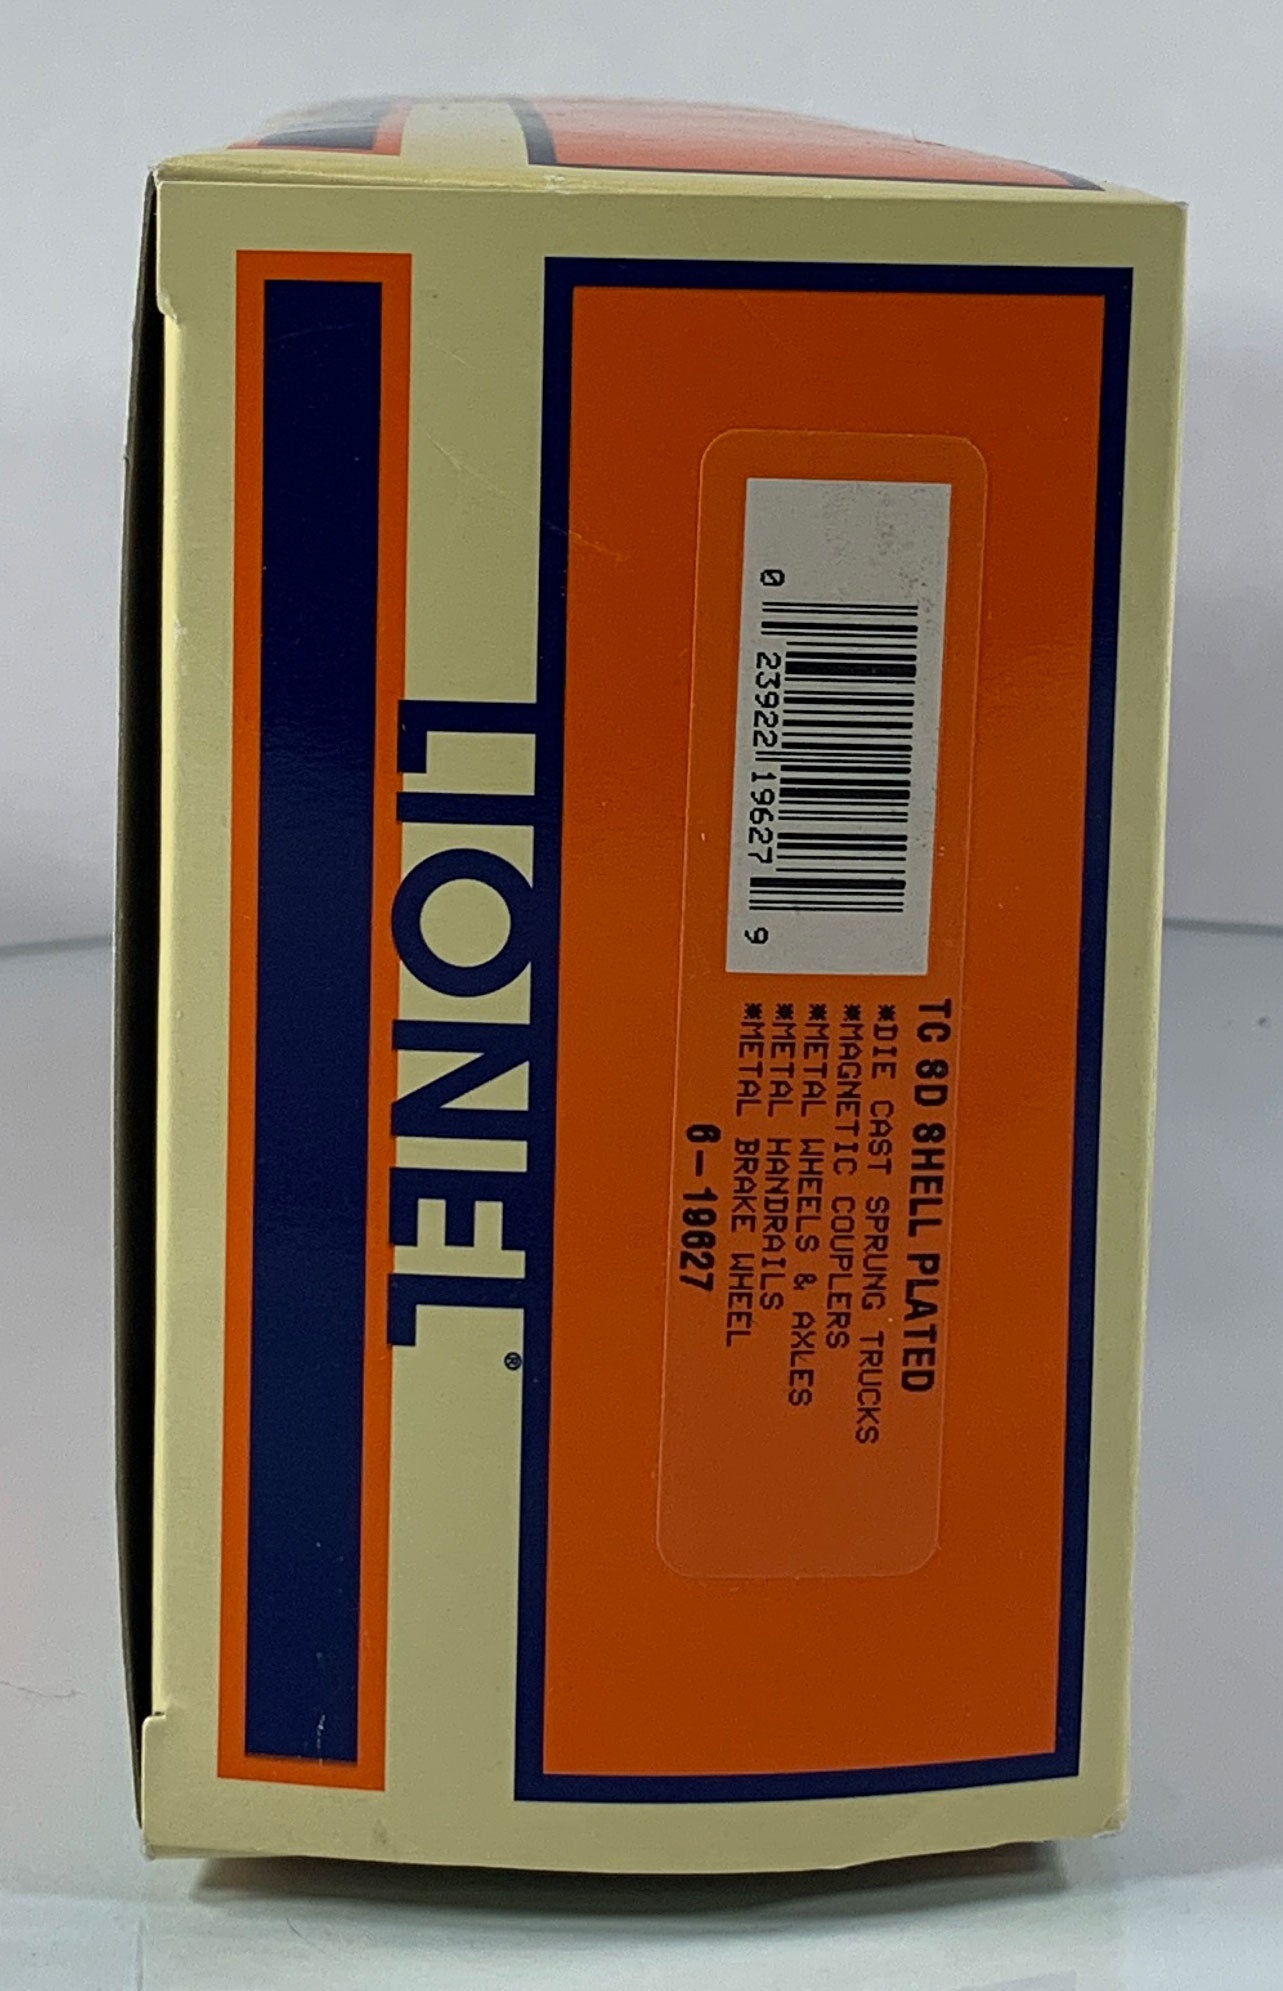 LIONEL®
0 23922 19627 9
TC 8D SHELL PLATED
*DIE CAST SPRUNG TRUCKS
*MAGNETIC COUPLERS
*METAL WHEELS & AXLES
*METAL HANDRAILS
*METAL BRAKE WHEEL
6-19627